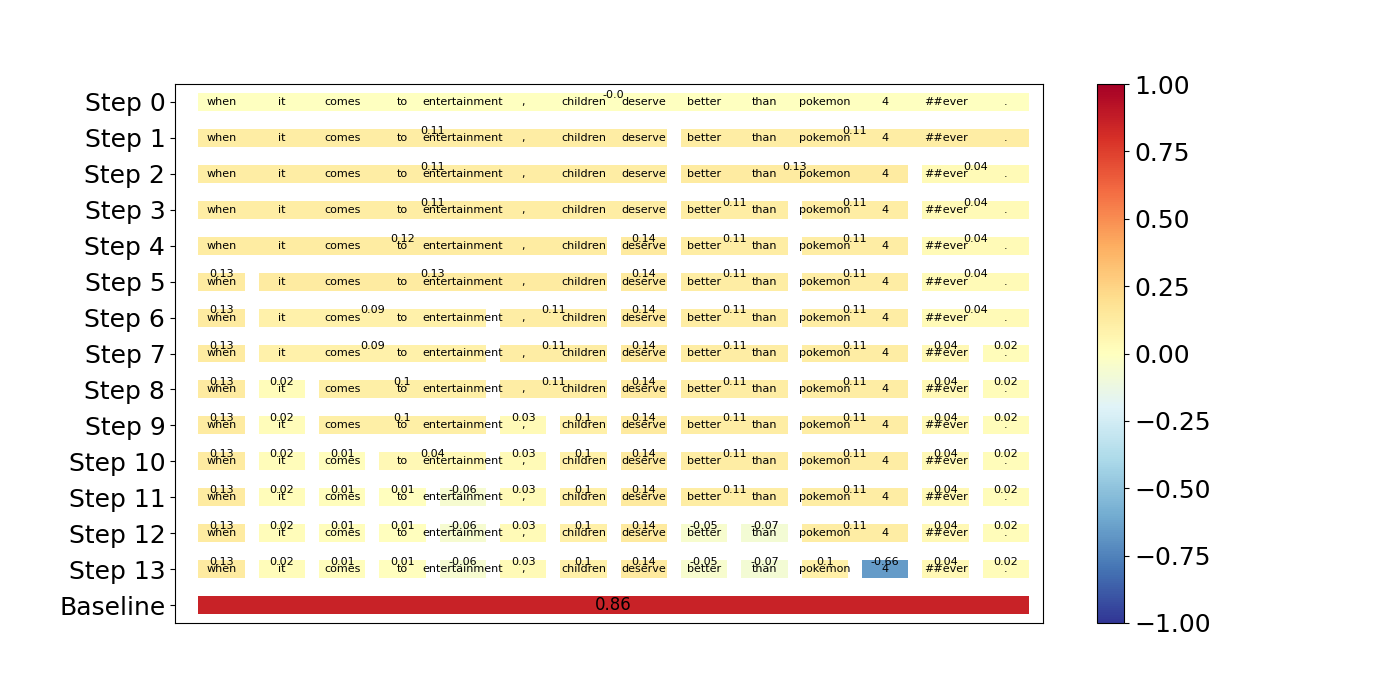 -0.0
Step 0 when it comes to entertainment , children deserve better than pokemon 4 ##ever .
0.11 0.11
Step 1 when it comes to entertainment , children deserve better than pokemon 4 ##ever .
0.11 0.13 0.04
Step 2 when it comes to entertainment , children deserve better than pokemon 4 ##ever .
0.11 0.11 0.11 0.04
Step 3 when it comes to entertainment , children deserve better than pokemon 4 ##ever .
0.12 0.14 0.11 0.11 0.04
Step 4 when it comes to entertainment , children deserve better than pokemon 4 ##ever .
0.13 0.13 0.14 0.11 0.11 0.04
Step 5 when it comes to entertainment , children deserve better than pokemon 4 ##ever .
0.13 0.09 0.11 0.14 0.11 0.11 0.04
Step 6 when it comes to entertainment , children deserve better than pokemon 4 ##ever .
0.13 0.09 0.11 0.14 0.11 0.11 0.04 0.02
Step 7 when it comes to entertainment , children deserve better than pokemon 4 ##ever .
0.13 0.02 0.1 0.11 0.14 0.11 0.11 0.04 0.02
Step 8 when it comes to entertainment , children deserve better than pokemon 4 ##ever .
0.13 0.02 0.1 0.03 0.1 0.14 0.11 0.11 0.04 0.02
Step 9 when it comes to entertainment , children deserve better than pokemon 4 ##ever .
0.13 0.02 0.01 0.04 0.03 0.1 0.14 0.11 0.11 0.04 0.02
Step 10 when it comes to entertainment , children deserve better than pokemon 4 ##ever .
0.13 0.02 0.01 0.01 -0.06 0.03 0.1 0.14 0.11 0.11 0.04 0.02
Step 11 when it comes to entertainment , children deserve better than pokemon 4 ##ever .
0.13 0.02 0.01 0.01 -0.06 0.03 0.1 0.14 -0.05 -0.07 0.11 0.04 0.02
Step 12 when it comes to entertainment , children deserve better than pokemon 4 ##ever .
0.13 0.02 0.01 0.01 -0.06 0.03 0.1 0.14 -0.05 -0.07 0.1 -0.66 0.04 0.02
Step 13 when it comes to entertainment , children deserve better than pokemon 4 ##ever .
Baseline 0.86
1.00
0.75
0.50
0.25
0.00
−0.25
−0.50
−0.75
−1.00